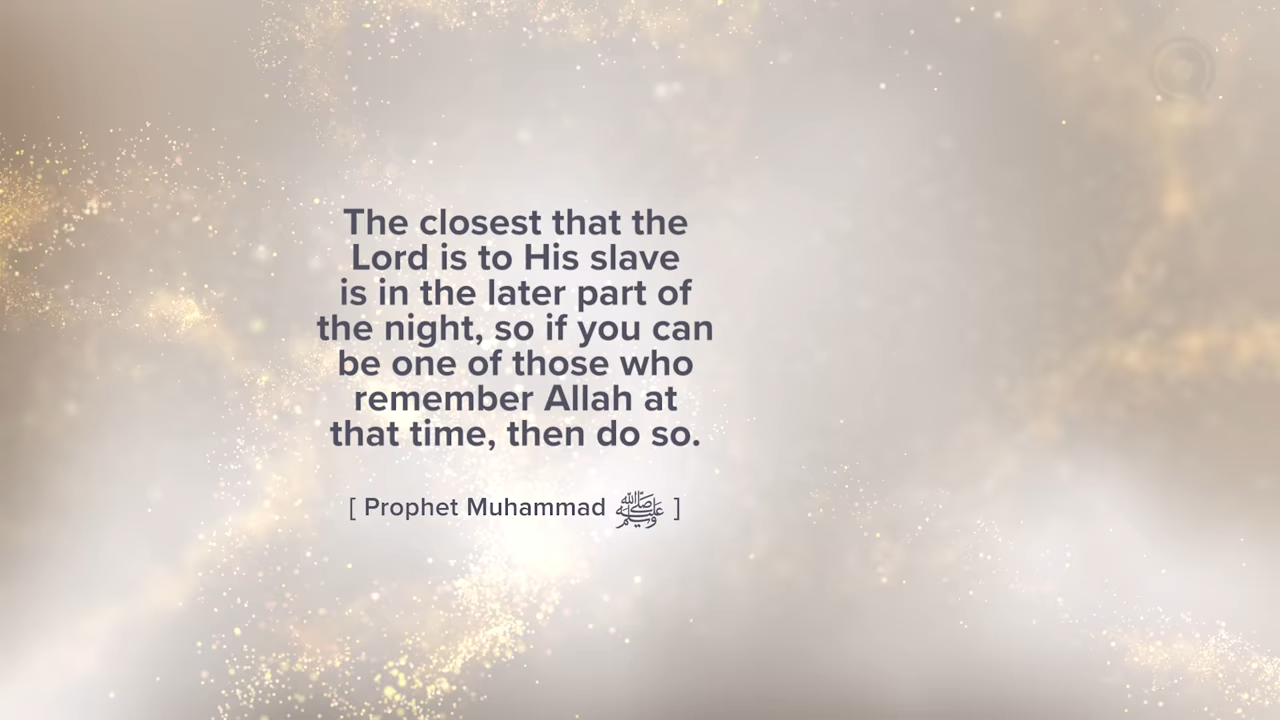 The closest that the
Lord is to His slave
is in the later part of
the night, so if you can
be one of those who
remember Allah at
that time, then do so.
[ Prophet Muhammad ﷺ ]